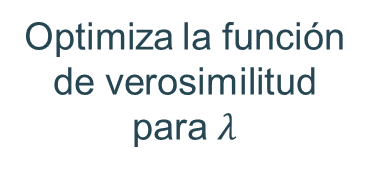 Optimiza la función
de verosimilitud
para 𝜆